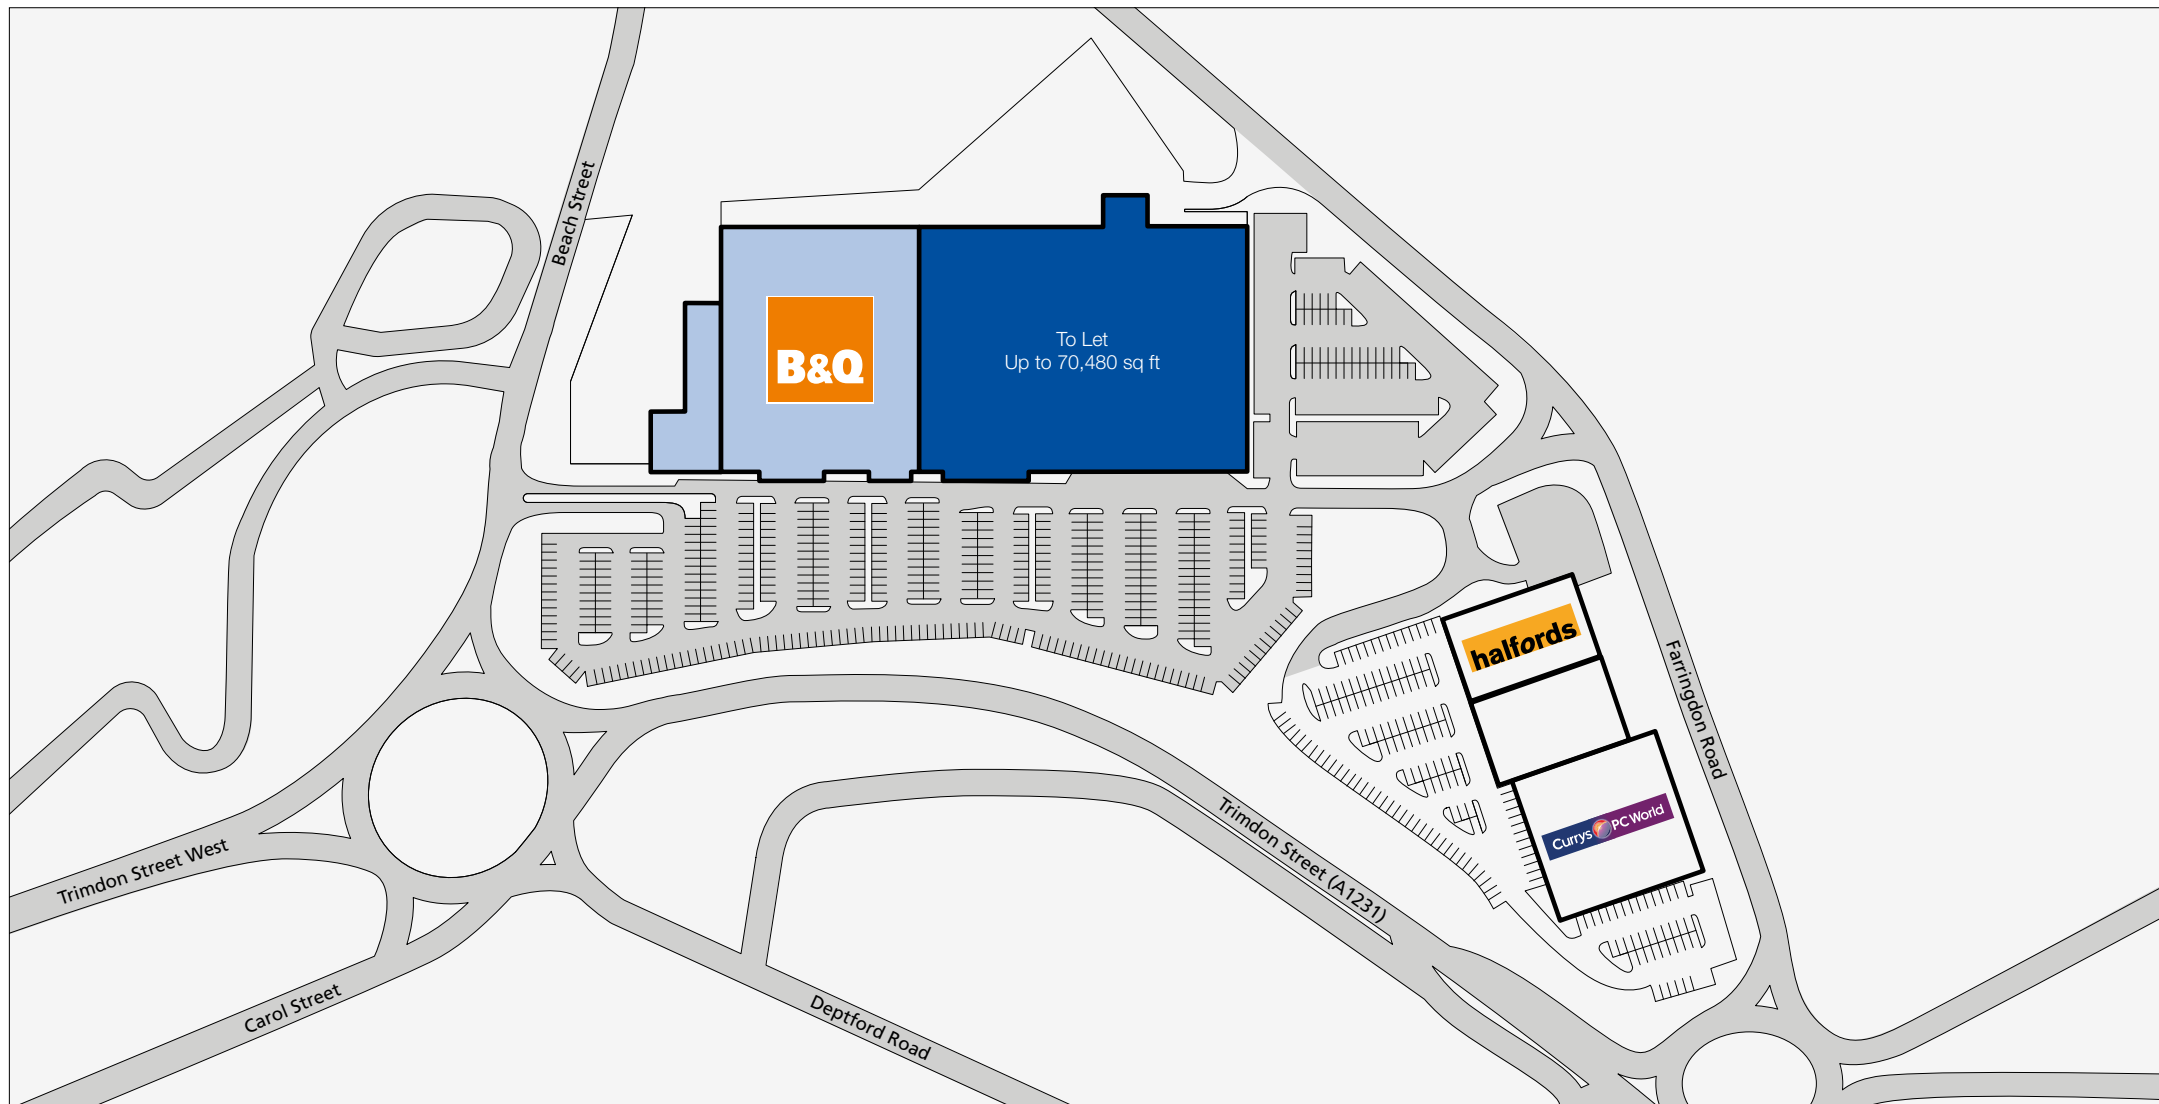 Beach Street
B&Q
To Let
Up to 70,480 sq ft
halfords
Farringdon Road
Currys PC World
Trimdon Street (A1231)
Trimdon Street West
Carol Street
Deptford Road